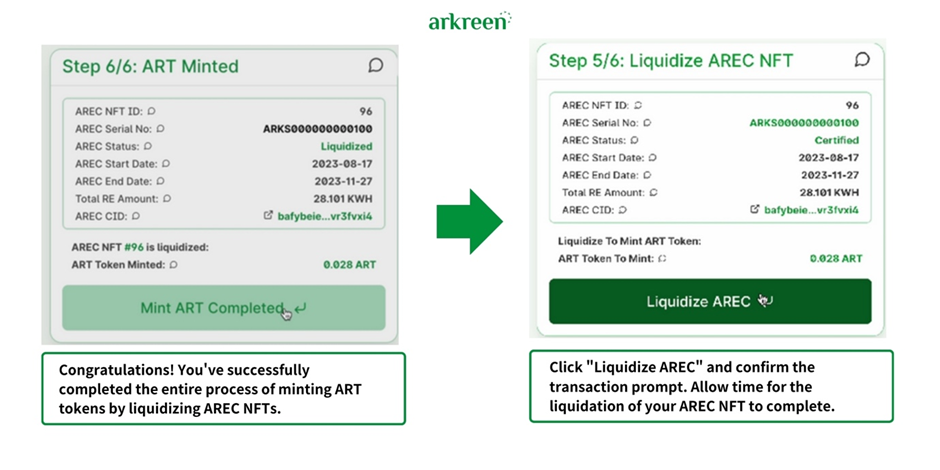 arkreen
Step 6/6: ART Minted
AREC NFT ID: 96
AREC Serial No: ARKS000000000100
AREC Status: Liquidized
AREC Start Date: 2023-08-17
AREC End Date: 2023-11-27
Total RE Amount: 28.101 KWH
AREC CID: bafybeie...vr3fvxi4
AREC NFT #96 is liquidized:
ART Token Minted: 0.028 ART
Mint ART Completed
Congratulations! You've successfully
completed the entire process of minting ART
tokens by liquidizing AREC NFTs.
Step 5/6: Liquidize AREC NFT
AREC NFT ID: 96
AREC Serial No: ARKS000000000100
AREC Status: Certified
AREC Start Date: 2023-08-17
AREC End Date: 2023-11-27
Total RE Amount: 28.101 KWH
AREC CID: bafybeie...vr3fvxi4
Liquidize To Mint ART Token:
ART Token To Mint: 0.028 ART
Liquidize AREC
Click "Liquidize AREC" and confirm the
transaction prompt. Allow time for the
liquidation of your AREC NFT to complete.